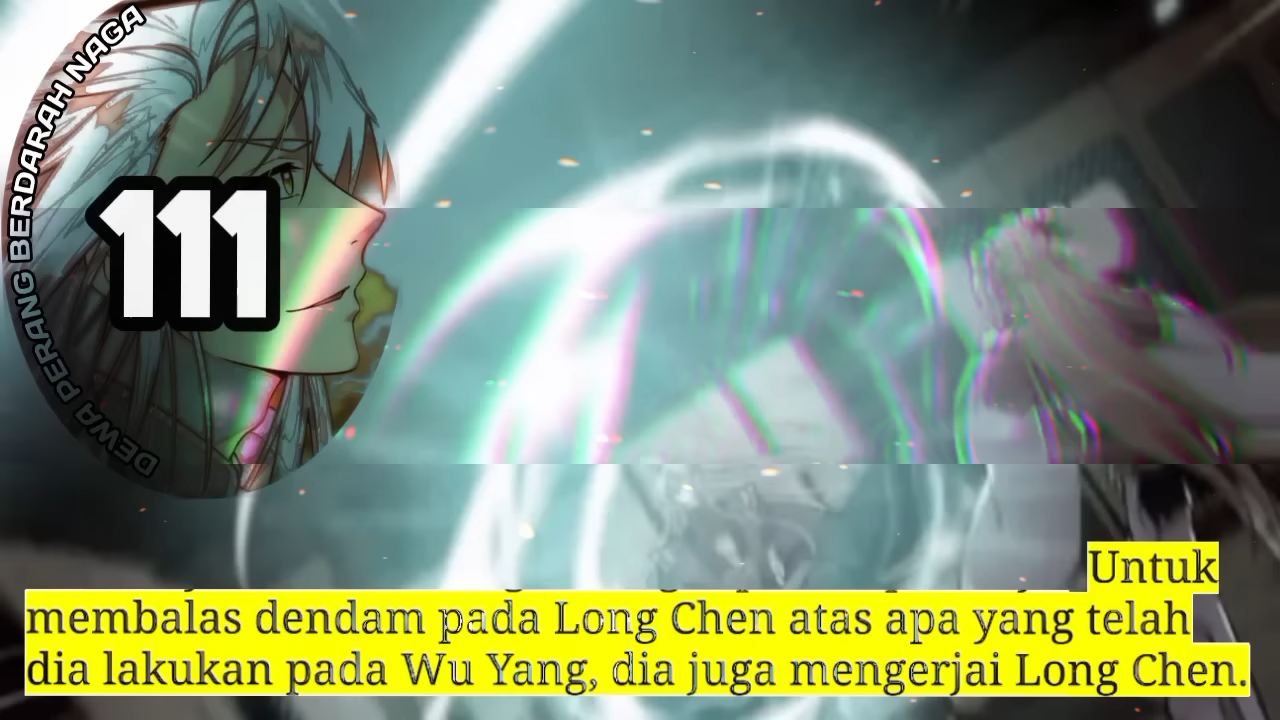 DEWA PERANG BERDARAH NAGA
111
Untuk
membalas dendam pada Long Chen atas apa yang telah
dia lakukan pada Wu Yang, dia juga mengerjai Long Chen.